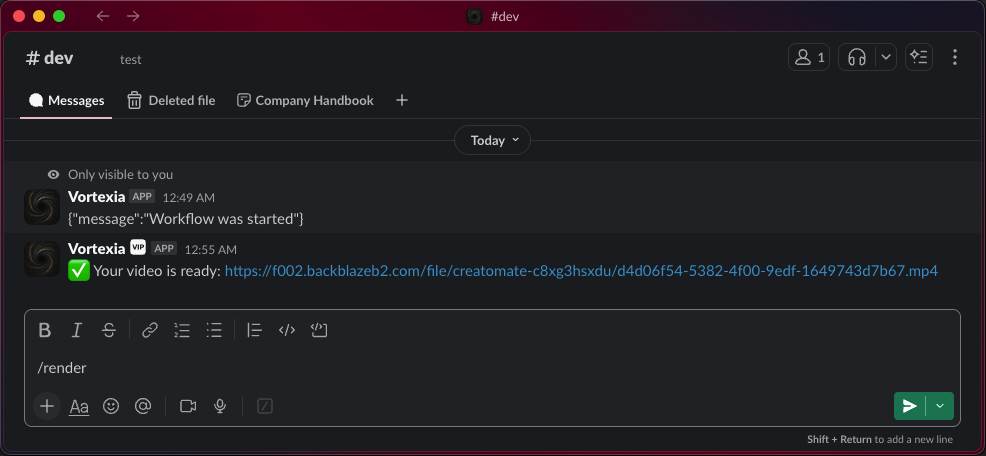 #dev
# dev test 1
Messages Deleted file Company Handbook
Today
Only visible to you
Vortexia APP 12:49 AM
{"message":"Workflow was started"}
Vortexia VIP APP 12:55 AM
Your video is ready: https://f002.backblazeb2.com/file/creatomate-c8xg3hsxdu/d4d06f54-5382-4f00-9edf-1649743d7b67.mp4
/render
Aa
Shift + Return to add a new line